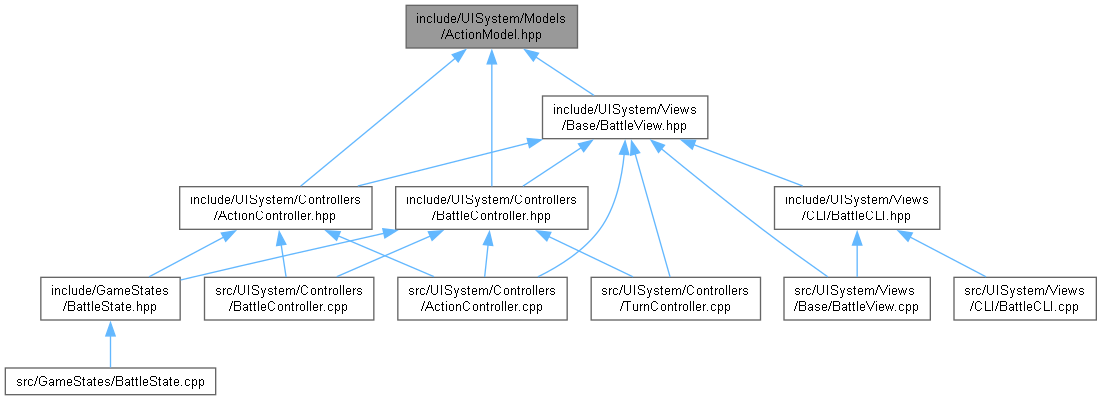 include/UISystem/Models
/ActionModel.hpp
include/UISystem/Views
/Base/BattleView.hpp
include/UISystem/Controllers
/ActionController.hpp
include/UISystem/Controllers
/BattleController.hpp
include/UISystem/Views
/CLI/BattleCLI.hpp
include/GameStates
/BattleState.hpp
src/UISystem/Controllers
/BattleController.cpp
src/UISystem/Controllers
/ActionController.cpp
src/UISystem/Controllers
/TurnController.cpp
src/UISystem/Views
/Base/BattleView.cpp
src/UISystem/Views
/CLI/BattleCLI.cpp
src/GameStates/BattleState.cpp